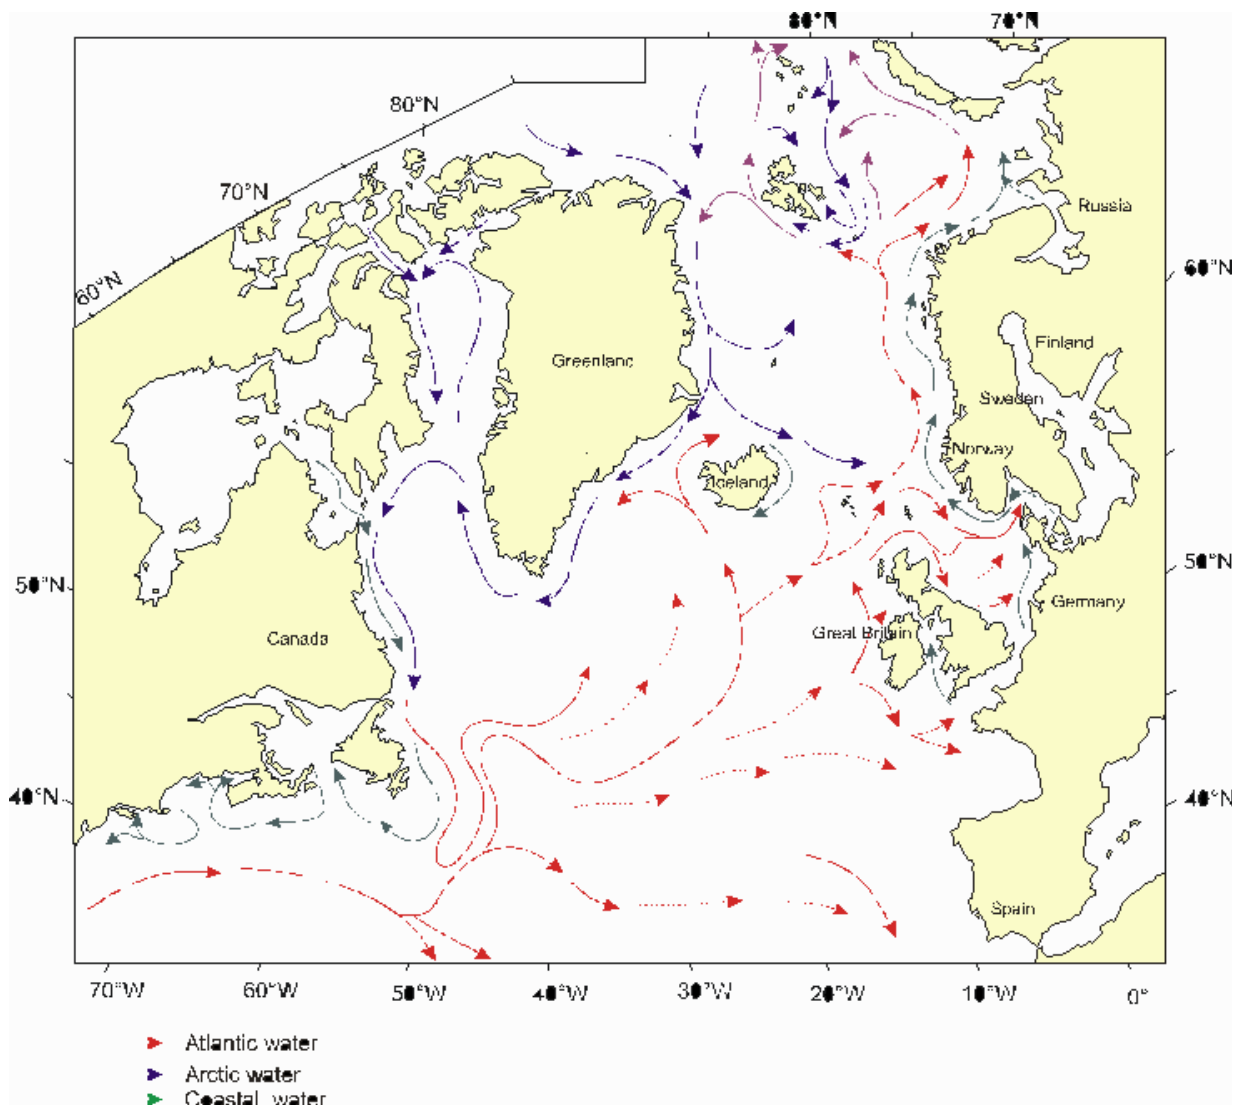 80°N 70°N
80°N
70°N
60°N
Russia
60°N
Greenland
Finland
Sweden
Norway
Iceland
50°N
50°N
Germany
Great Britain
Canada
40°N
40°N
Spain
70°W 60°W 50°W 40°W 30°W 20°W 10°W 0°
Atlantic water
Arctic water
Coastal water